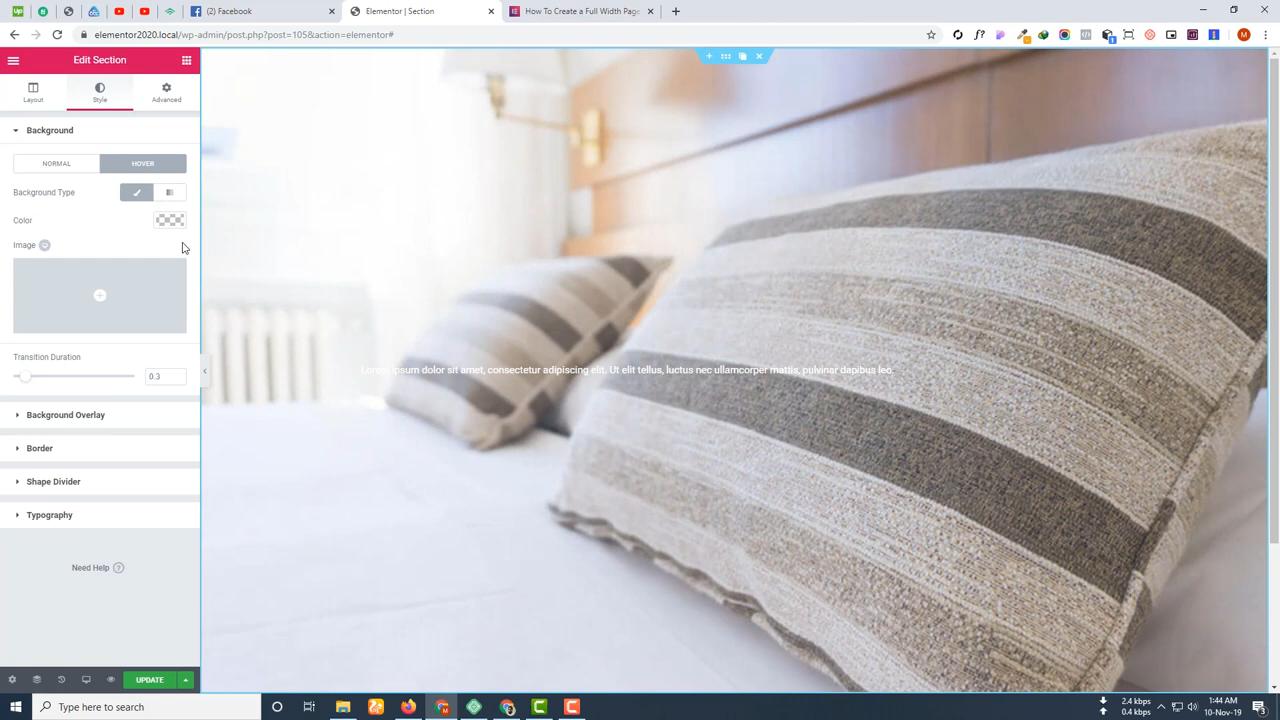 (2) Facebook
Elementor | Section
How To Create a Full Width Page
elementor2020.local/wp-admin/post.php?post=105&action=elementor#
Edit Section
Layout
Style
Advanced
Background
NORMAL
HOVER
Background Type
Color
Image
Transition Duration
0.3
Background Overlay
Border
Shape Divider
Typography
Need Help ?
UPDATE
Lorem ipsum dolor sit amet, consectetur adipiscing elit. Ut elit tellus, luctus nec ullamcorper mattis, pulvinar dapibus leo.
Type here to search
2.4 kbps
0.4 kbps
1:44 AM
10-Nov-19